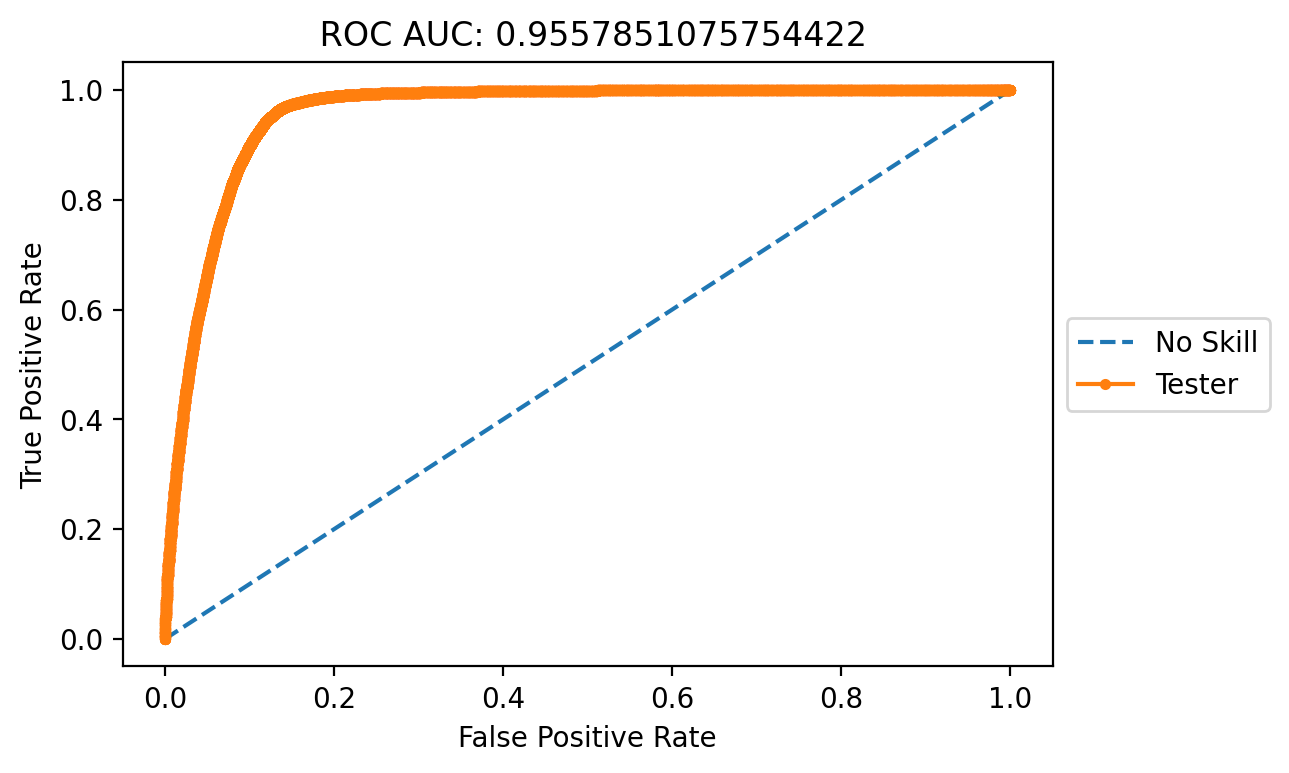 ROC AUC: 0.9557851075754422
True Positive Rate
1.0
0.8
0.6
0.4
0.2
0.0
0.0 0.2 0.4 0.6 0.8 1.0
False Positive Rate
No Skill
Tester